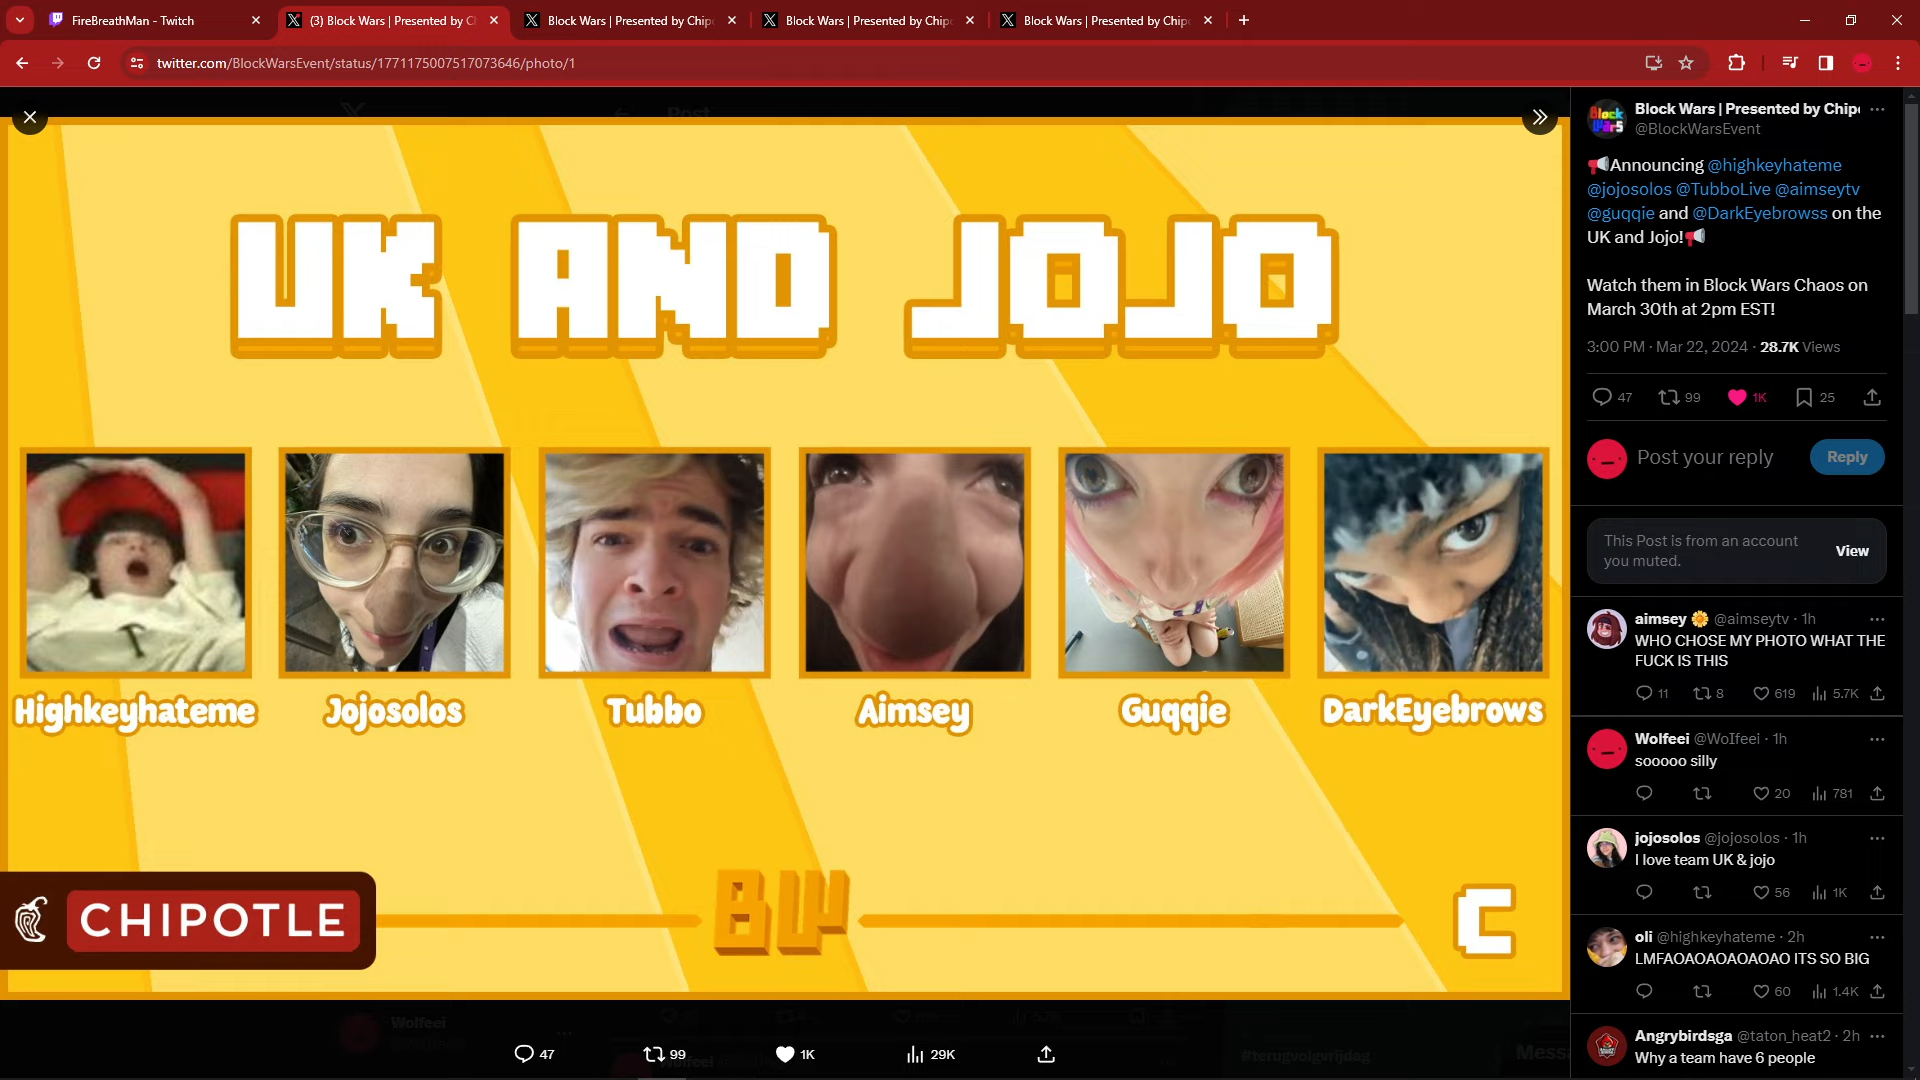 FireBreathMan - Twitch
(3) Block Wars | Presented by C
Block Wars | Presented by Chip
Block Wars | Presented by Chip
Block Wars | Presented by Chip
twitter.com/BlockWarsEvent/status/1771175007517073646/photo/1
Post
UK AND JOJO
Highkeyhateme
Jojosolos
Tubbo
Aimsey
Guqqie
DarkEyebrows
CHIPOTLE
BW
C
Wolfeei
#terugvolgvrijdag
Messa
47
99
1K
29K
Block Wars | Presented by Chip
@BlockWarsEvent
📢Announcing @highkeyhateme
@jojosolos @TubboLive @aimseytv
@guqqie and @DarkEyebrowss on the
UK and Jojo!📢
Watch them in Block Wars Chaos on
March 30th at 2pm EST!
3:00 PM · Mar 22, 2024 · 28.7K Views
47 99 1K 25
Post your reply
Reply
This Post is from an account
you muted.
View
aimsey 🌼 @aimseytv · 1h
WHO CHOSE MY PHOTO WHAT THE
FUCK IS THIS
11 8 619 5.7K
Wolfeei @WoIfeei · 1h
sooooo silly
20 781
jojosolos @jojosolos · 1h
I love team UK & jojo
56 1K
oli @highkeyhateme · 2h
LMFAOAOAOAOAOAO ITS SO BIG
60 1.4K
Angrybirdsga @taton_heat2 · 2h
Why a team have 6 people